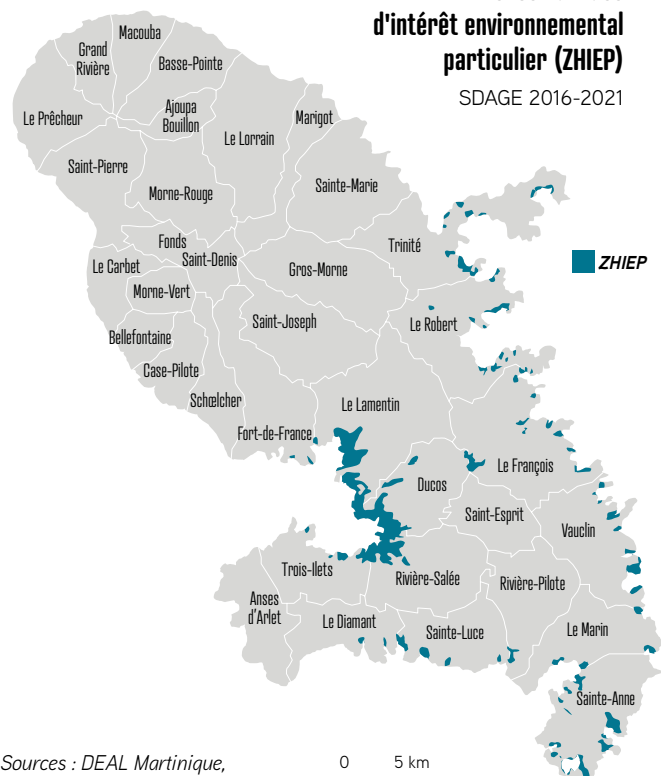 d'intérêt environnemental
particulier (ZHIEP)
SDAGE 2016-2021
Macouba
Grand
Rivière
Basse-Pointe
Le Prêcheur
Ajoupa
Bouillon
Le Lorrain
Marigot
Saint-Pierre
Morne-Rouge
Sainte-Marie
Fonds
Saint-Denis
Trinité
Le Carbet
Gros-Morne
ZHIEP
Morne-Vert
Saint-Joseph
Le Robert
Bellefontaine
Case-Pilote
Schœlcher
Le Lamentin
Fort-de-France
Le François
Ducos
Saint-Esprit
Vauclin
Trois-Ilets
Rivière-Salée
Rivière-Pilote
Anses
d'Arlet
Le Diamant
Sainte-Luce
Le Marin
Sainte-Anne
Sources : DEAL Martinique,
0 5 km